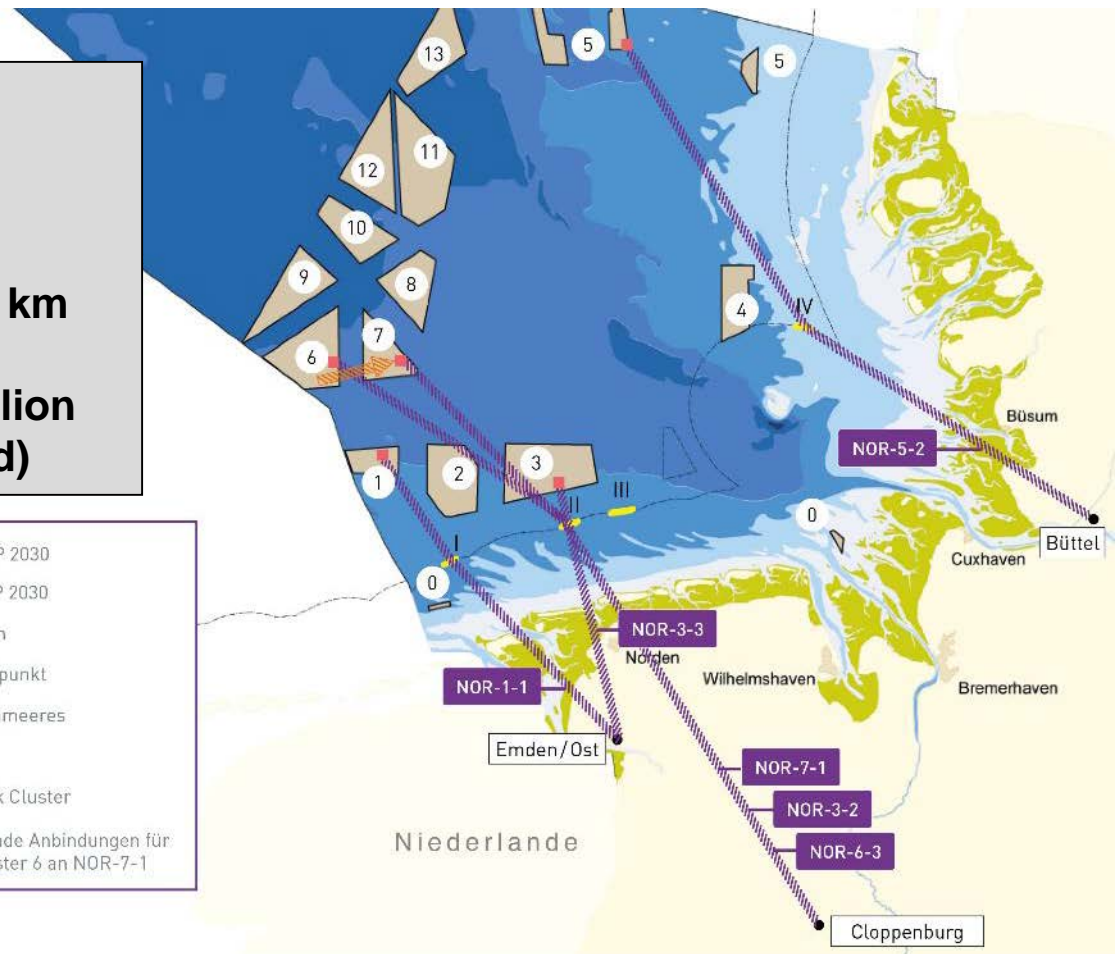 13
5
5
12
11
10
9
8
km
7
6
4
IV
lion
d)
Büsum
NOR-5-2
1
2
3
II
III
I
0
0
Cuxhaven
Büttel
P 2030
P 2030
n
punkt
meeres
k Cluster
de Anbindungen für
ster 6 an NOR-7-1
NOR-3-3
Norden
NOR-1-1
Wilhelmshaven
Bremerhaven
Emden/Ost
NOR-7-1
NOR-3-2
NOR-6-3
Niederlande
Cloppenburg